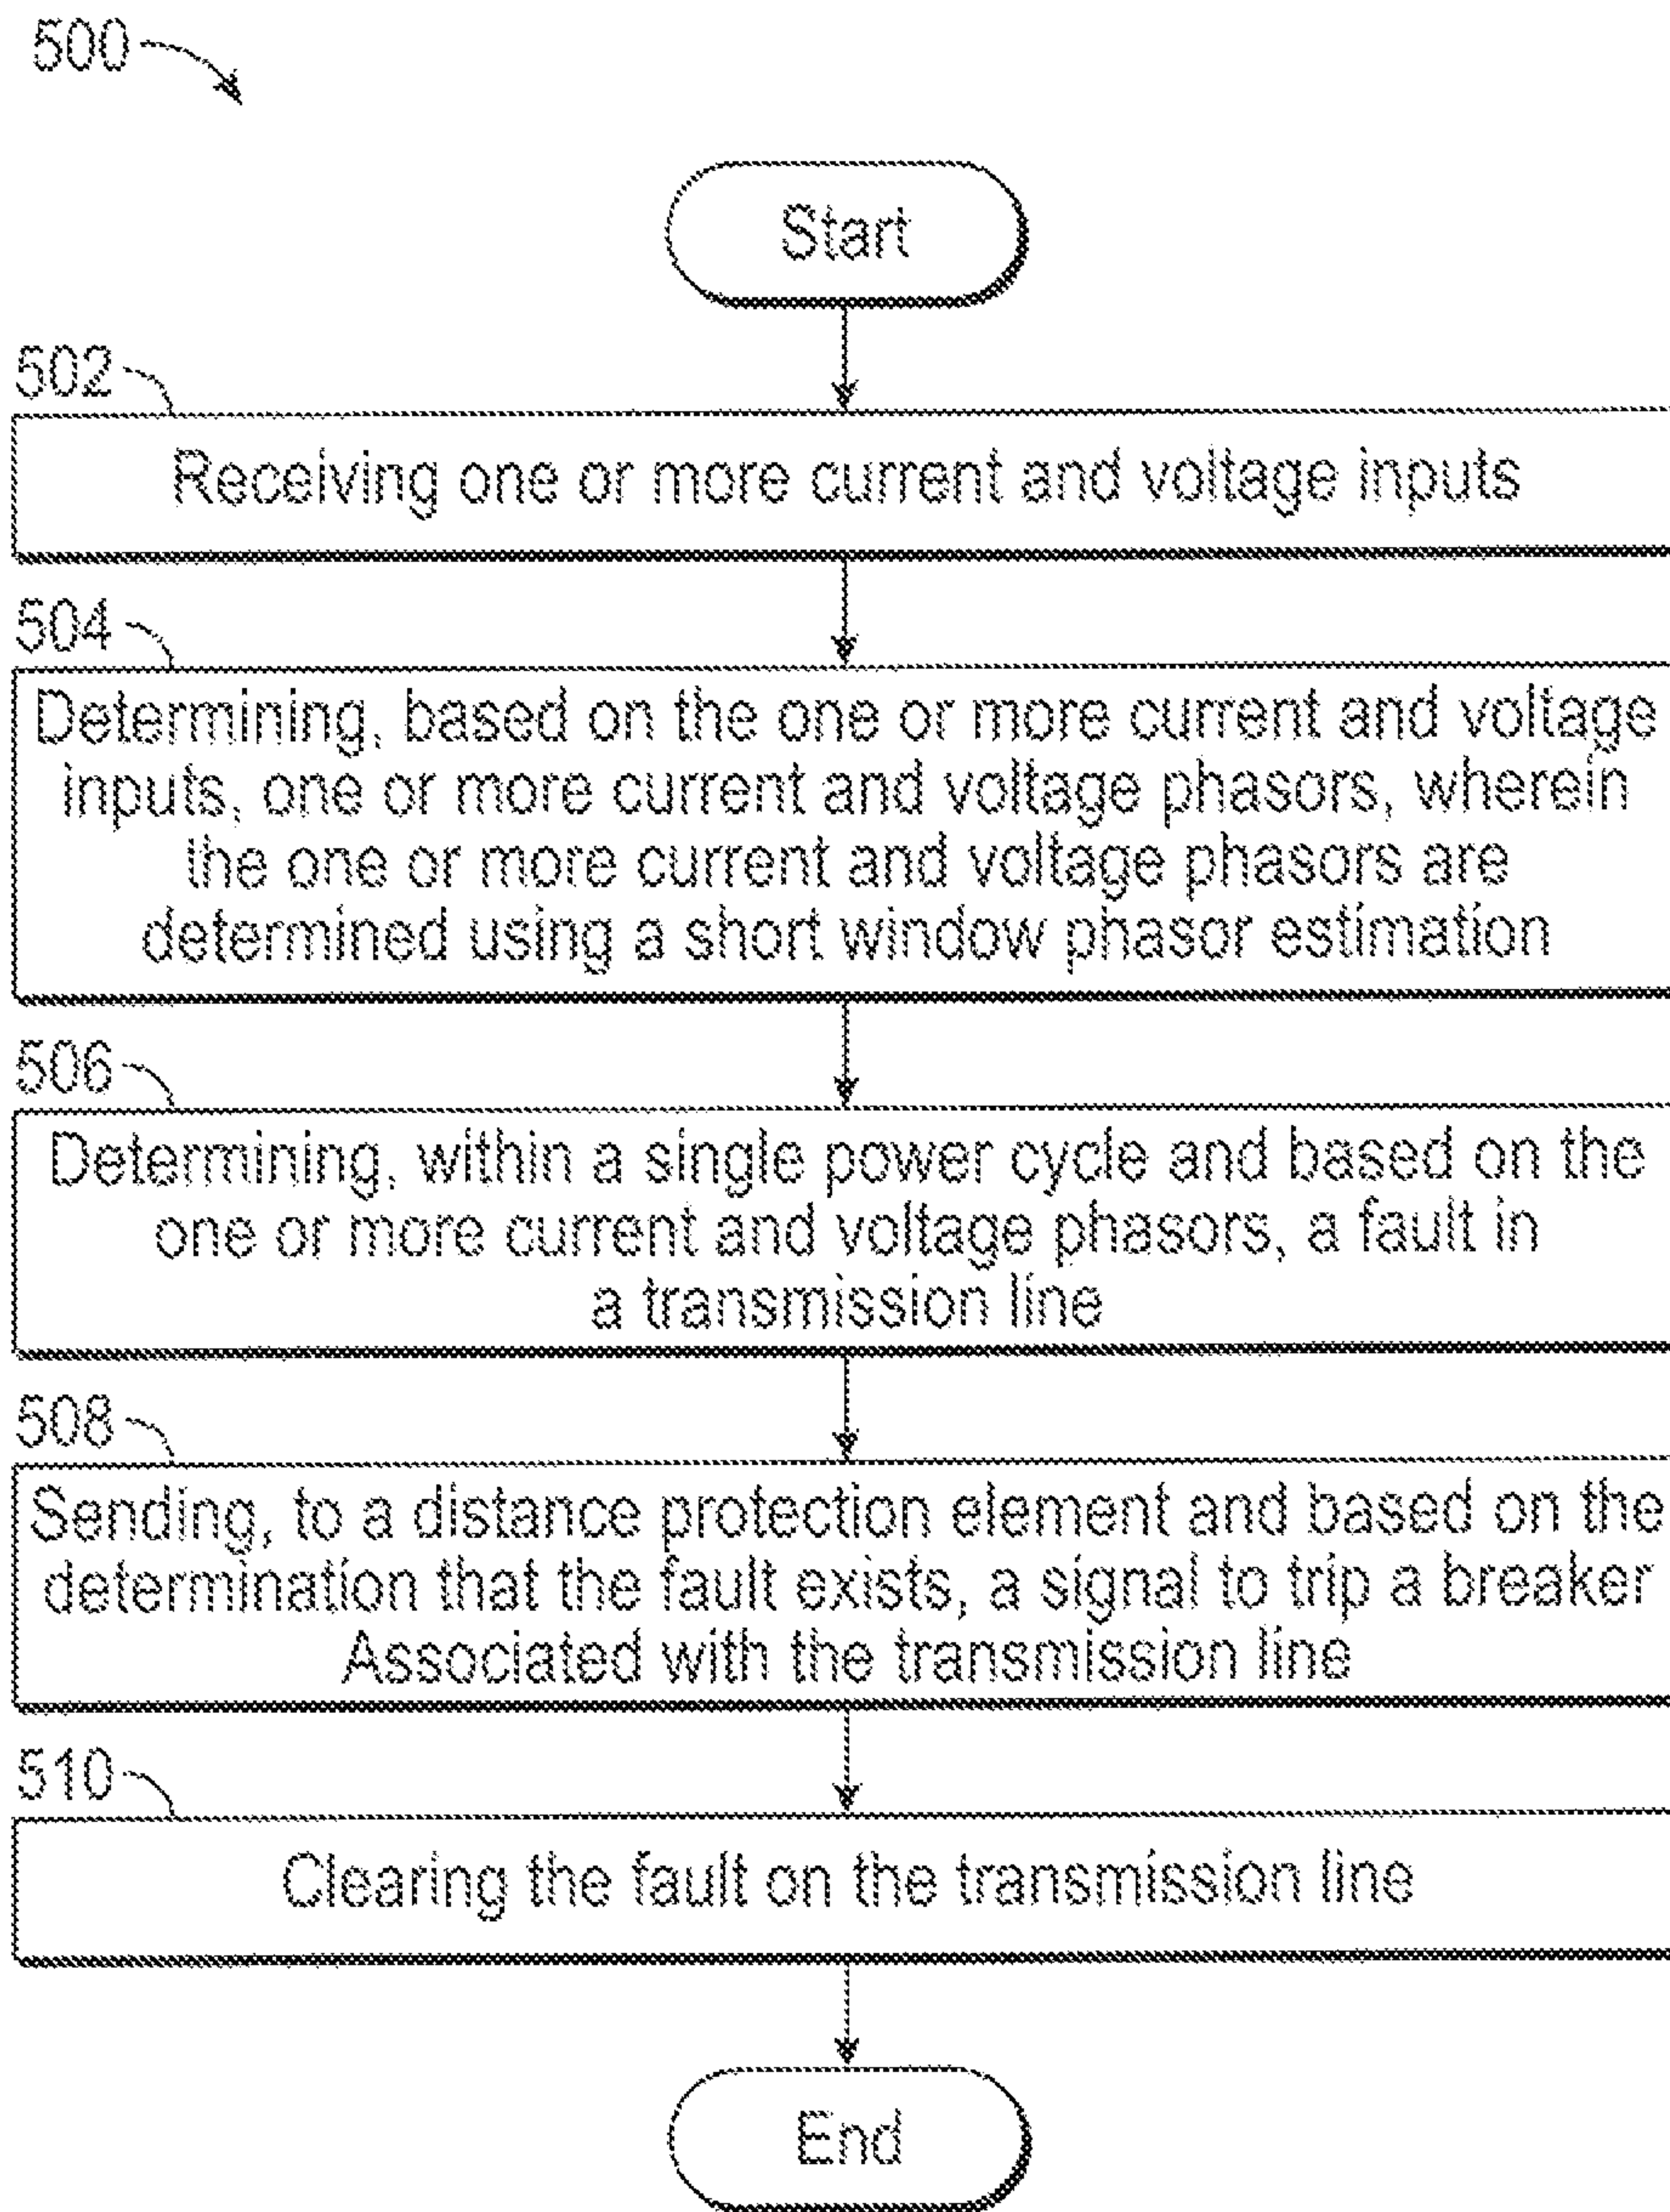 500
Start
502
Receiving one or more current and voltage inputs
504
Determining, based on the one or more current and voltage
inputs, one or more current and voltage phasors, wherein
the one or more current and voltage phasors are
determined using a short window phasor estimation
506
Determining, within a single power cycle and based on the
one or more current and voltage phasors, a fault in
a transmission line
508
Sending, to a distance protection element and based on the
determination that the fault exists, a signal to trip a breaker
Associated with the transmission line
510
Clearing the fault on the transmission line
End